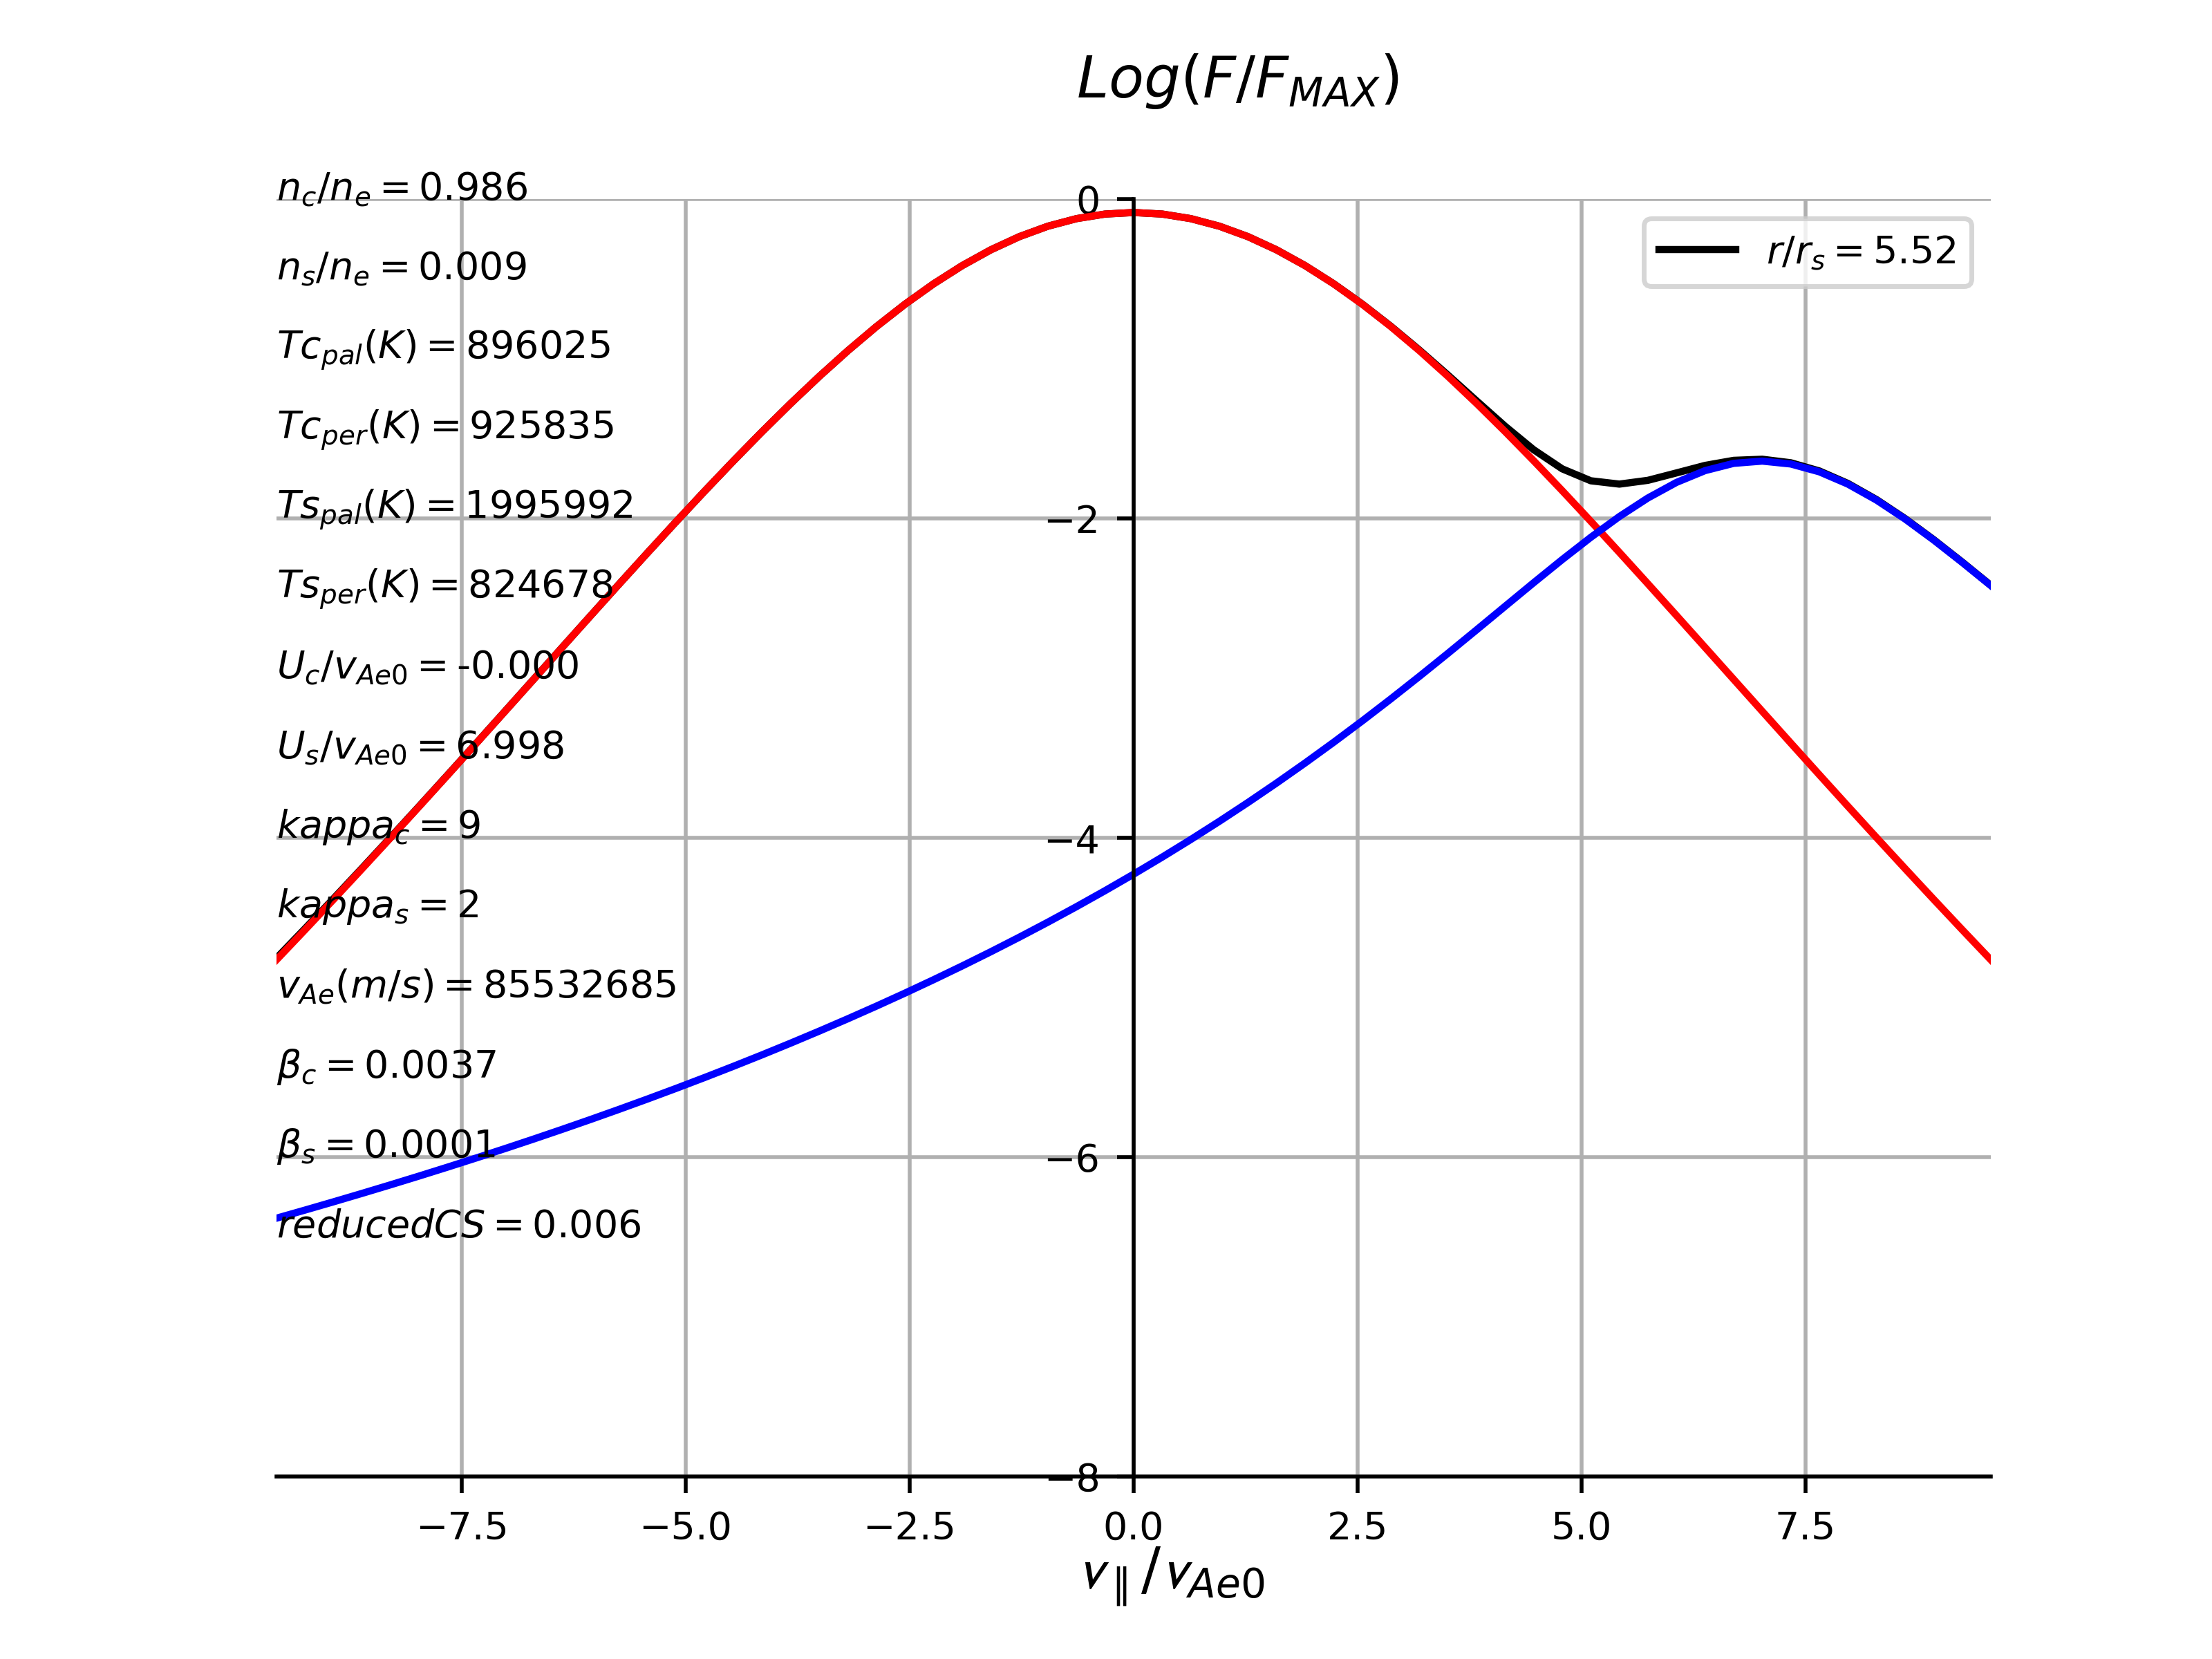 Log(F/F_MAX)
n_c/n_e = 0.986
0
n_s/n_e = 0.009
r/r_s = 5.52
Tc_pal(K) = 896025
Tc_per(K) = 925835
Ts_pal(K) = 1995992
−2
Ts_per(K) = 824678
U_c/v_Ae0 = -0.000
U_s/v_Ae0 = 6.998
kappa_c = 9
−4
kappa_s = 2
v_Ae(m/s) = 85532685
β_c = 0.0037
β_s = 0.0001
−6
reducedCS = 0.006
−8
−7.5 −5.0 −2.5 0.0 2.5 5.0 7.5
v_∥/v_Ae0